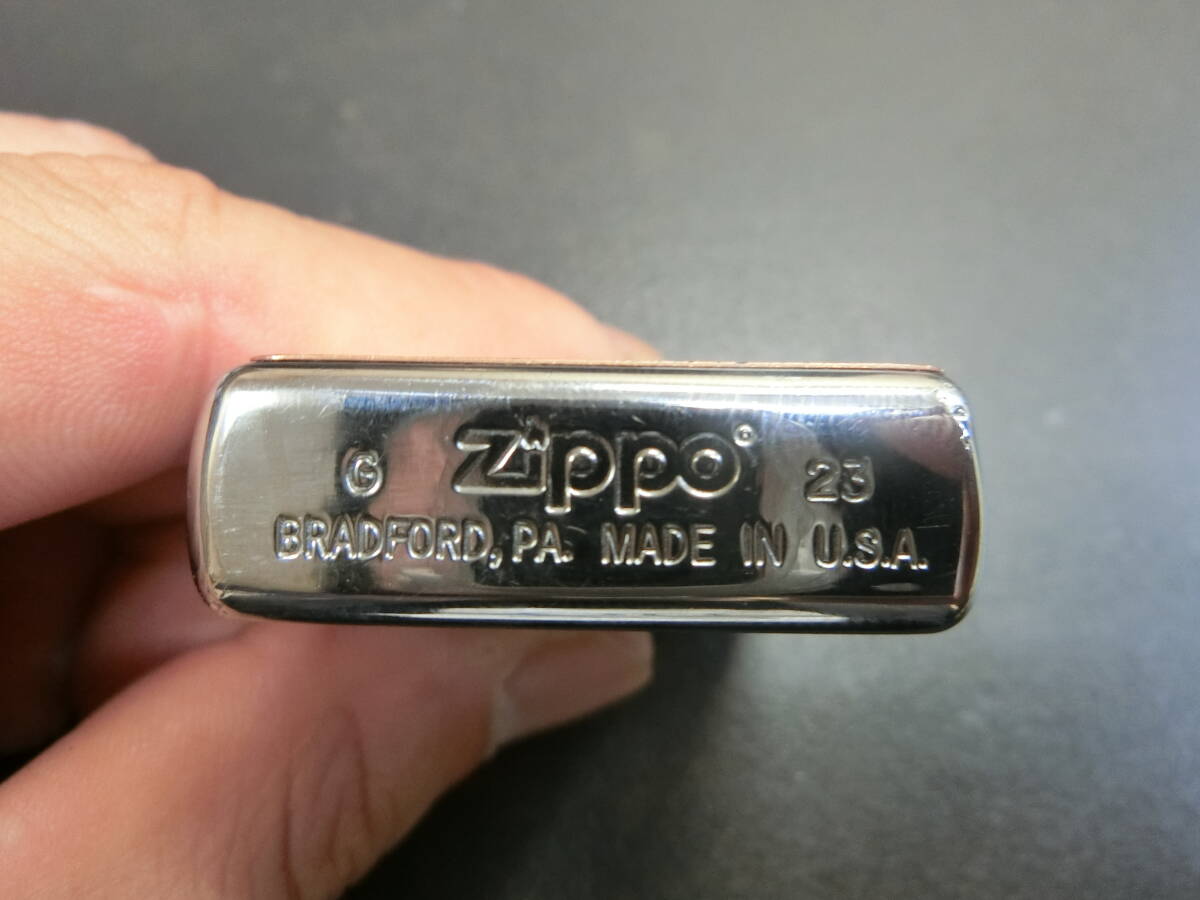 G Zippo® 23
BRADFORD, PA. MADE IN U.S.A.